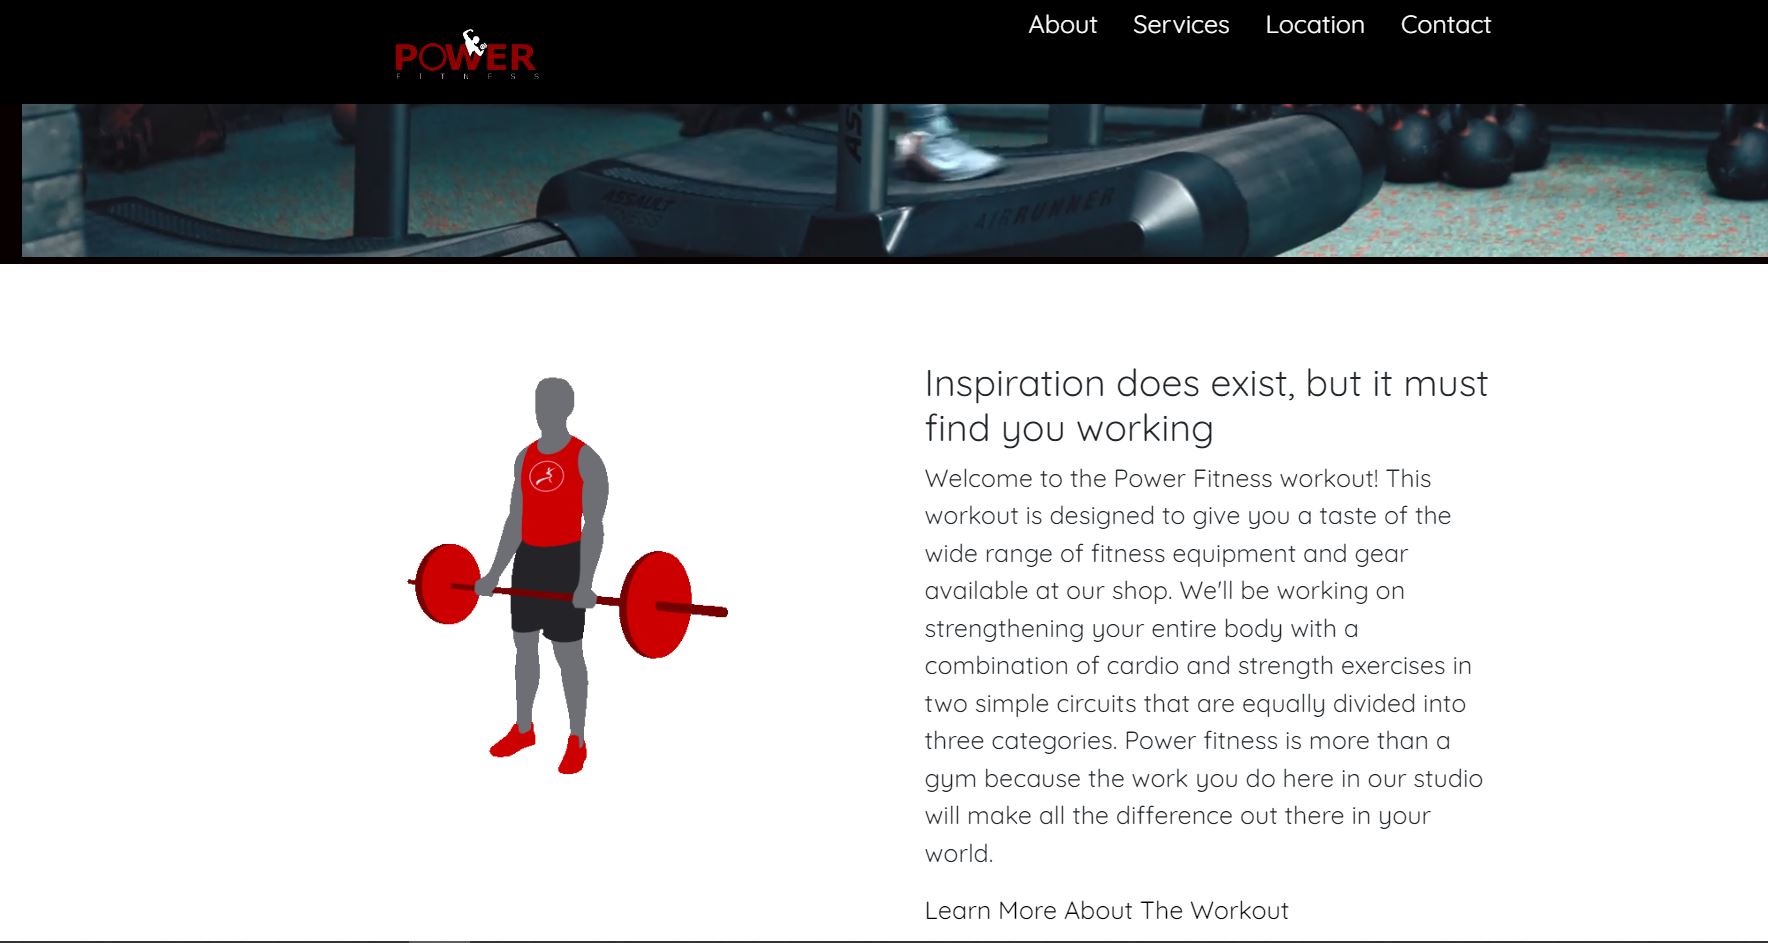 POWER
FITNESS
About Services Location Contact
ASS
ASSAULT
FITNESS
AIRRUNNER
Inspiration does exist, but it must
find you working
Welcome to the Power Fitness workout! This
workout is designed to give you a taste of the
wide range of fitness equipment and gear
available at our shop. We'll be working on
strengthening your entire body with a
combination of cardio and strength exercises in
two simple circuits that are equally divided into
three categories. Power fitness is more than a
gym because the work you do here in our studio
will make all the difference out there in your
world.
Learn More About The Workout